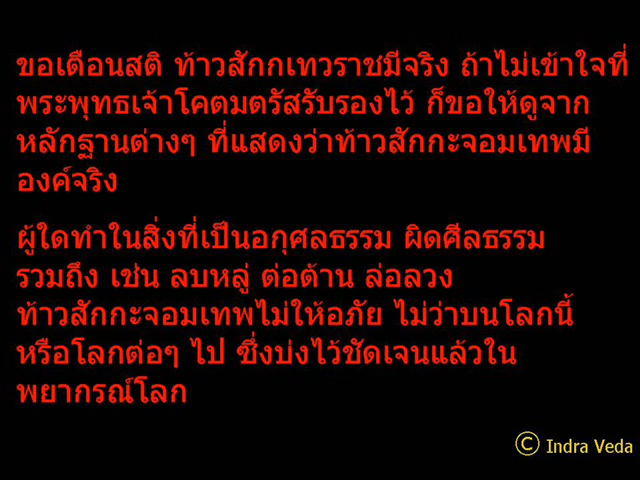 ขอเตือนสติ ท้าวสักกเทวราชมีจริง ถ้าไม่เข้าใจที่
พระพุทธเจ้าโคตมตรัสรับรองไว้ ก็ขอให้ดูจาก
หลักฐานต่างๆ ที่แสดงว่าท้าวสักกะจอมเทพมี
องค์จริง
ผู้ใดทำในสิ่งที่เป็นอกุศลธรรม ผิดศีลธรรม
รวมถึง เช่น ลบหลู่ ต่อต้าน ล่อลวง
ท้าวสักกะจอมเทพไม่ให้อภัย ไม่ว่าบนโลกนี้
หรือโลกต่อๆ ไป ซึ่งบ่งไว้ชัดเจนแล้วใน
พยากรณ์โลก
© Indra Veda